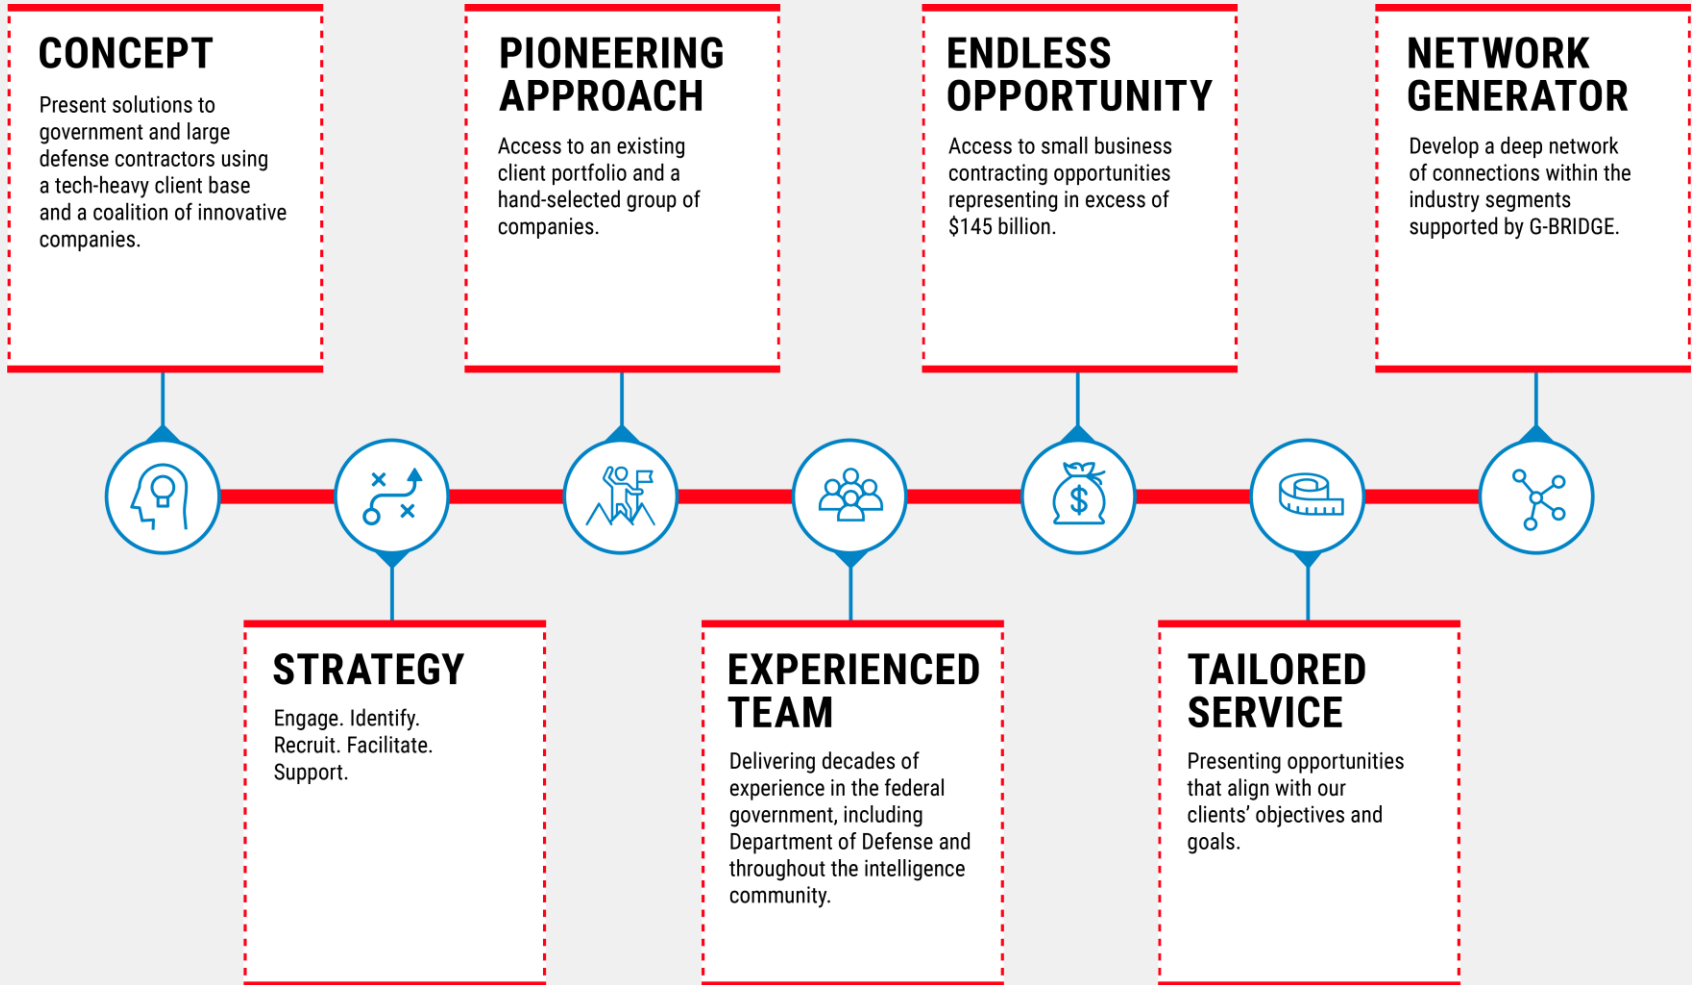 CONCEPT
Present solutions to
government and large
defense contractors using
a tech-heavy client base
and a coalition of innovative
companies.
PIONEERING
APPROACH
Access to an existing
client portfolio and a
hand-selected group of
companies.
ENDLESS
OPPORTUNITY
Access to small business
contracting opportunities
representing in excess of
$145 billion.
NETWORK
GENERATOR
Develop a deep network
of connections within the
industry segments
supported by G-BRIDGE.
$
STRATEGY
Engage. Identify.
Recruit. Facilitate.
Support.
EXPERIENCED
TEAM
Delivering decades of
experience in the federal
government, including
Department of Defense and
throughout the intelligence
community.
TAILORED
SERVICE
Presenting opportunities
that align with our
clients’ objectives and
goals.